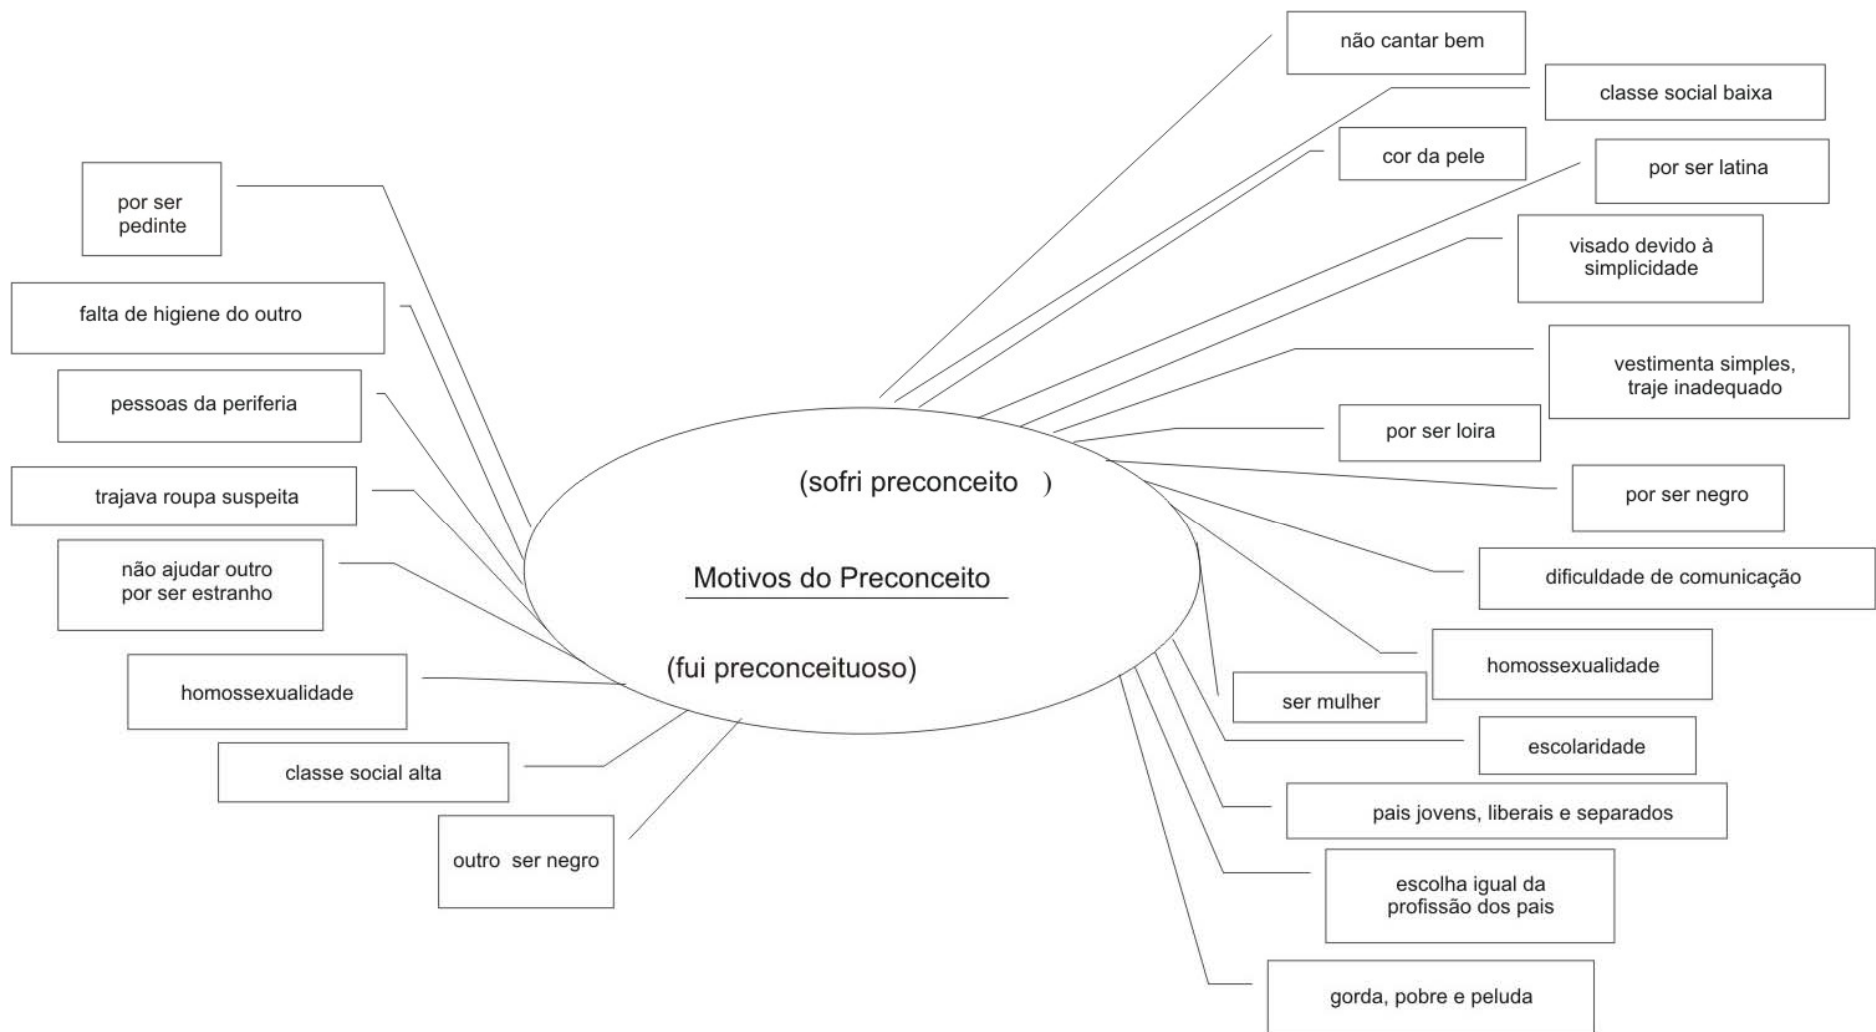 não cantar bem
classe social baixa
cor da pele
por ser latina
visado devido à
simplicidade
vestimenta simples,
traje inadequado
por ser loira
por ser negro
dificuldade de comunicação
homossexualidade
ser mulher
escolaridade
pais jovens, liberais e separados
escolha igual da
profissão dos pais
gorda, pobre e peluda
(sofri preconceito )
Motivos do Preconceito
(fui preconceituoso)
por ser
pedinte
falta de higiene do outro
pessoas da periferia
trajava roupa suspeita
não ajudar outro
por ser estranho
homossexualidade
classe social alta
outro ser negro